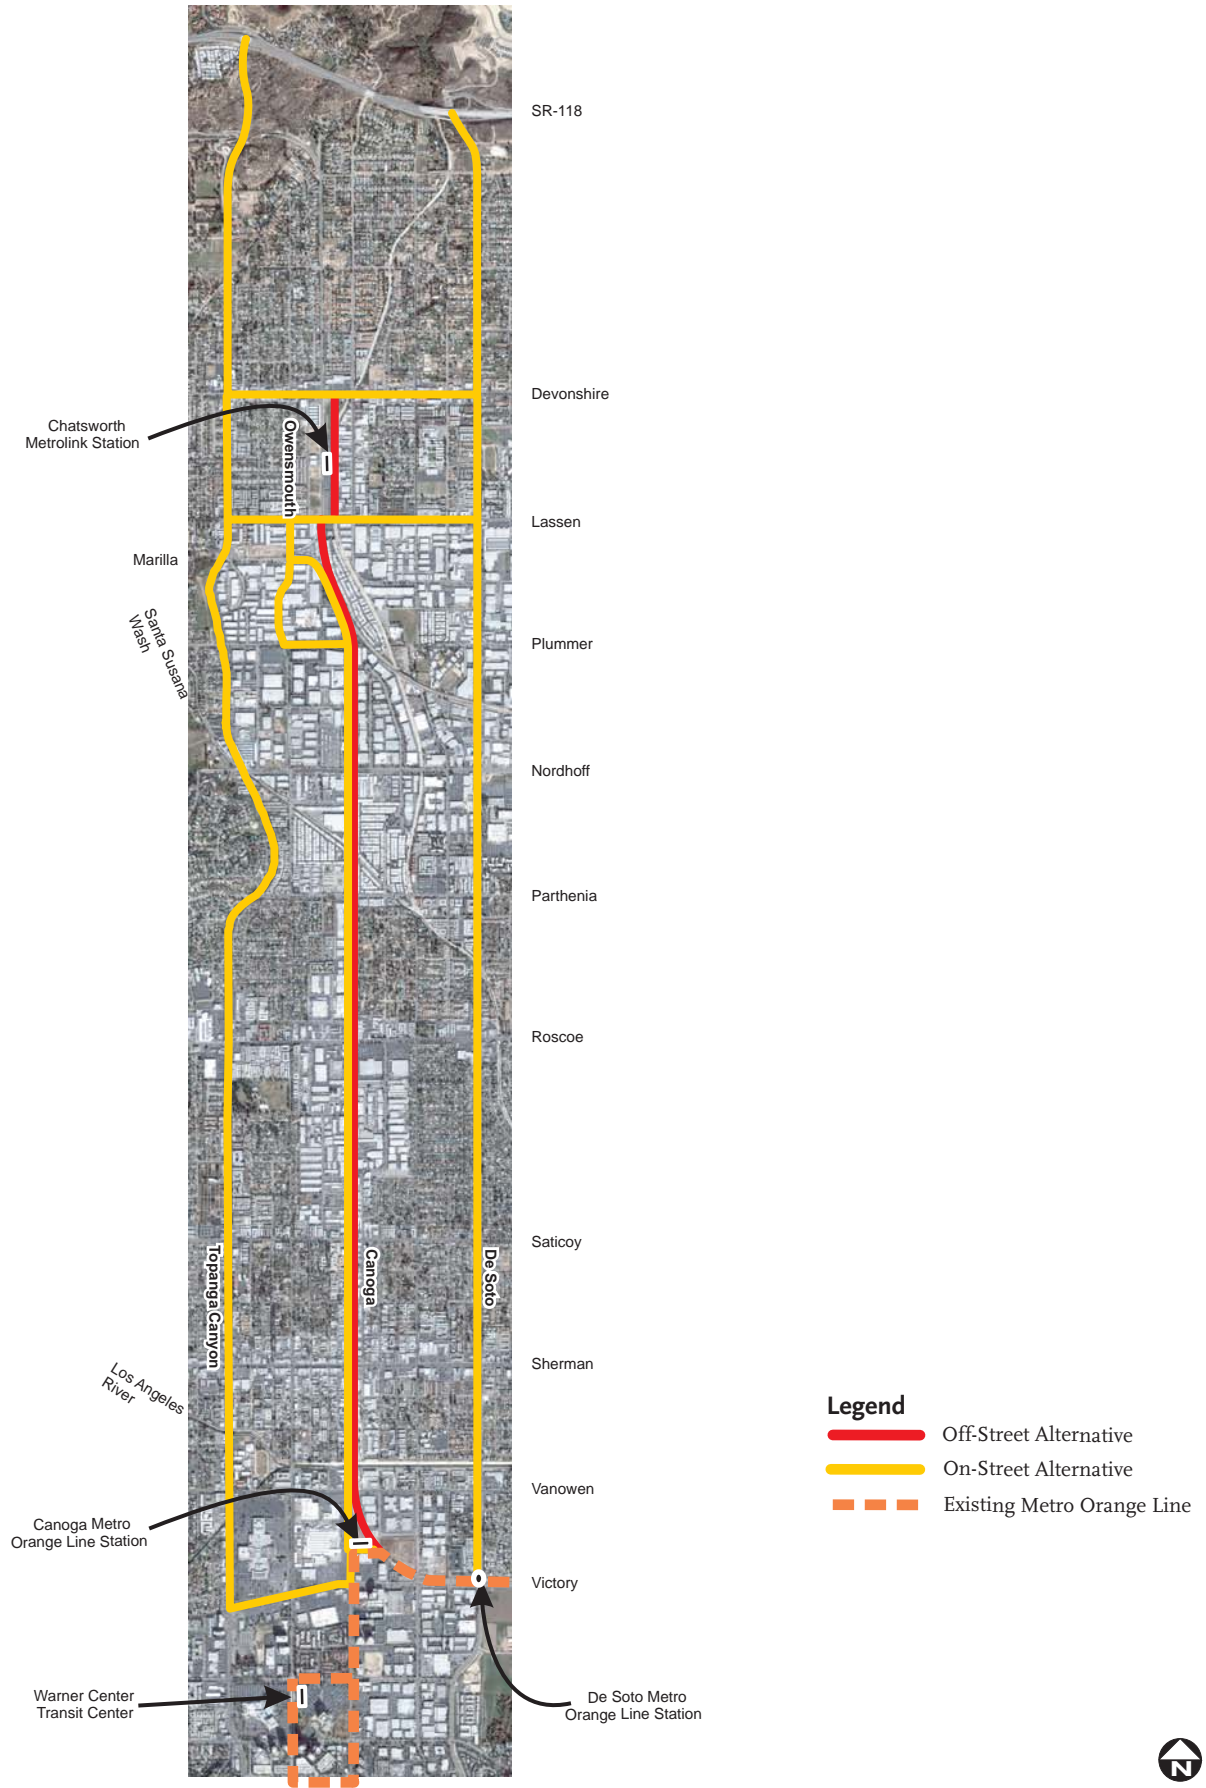 SR-118
Devonshire
Chatsworth
Metrolink Station
Owensmouth
Lassen
Marilla
Santa Susana
Wash
Plummer
Nordhoff
Parthenia
Roscoe
Saticoy
Topanga Canyon
Canoga
De Soto
Sherman
Los Angeles
River
Legend
Off-Street Alternative
On-Street Alternative
Existing Metro Orange Line
Vanowen
Canoga Metro
Orange Line Station
Victory
Warner Center
Transit Center
De Soto Metro
Orange Line Station
N